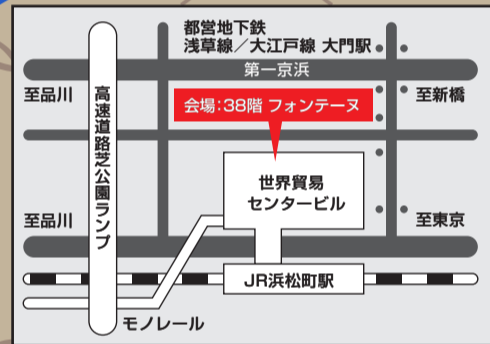 都営地下鉄
浅草線/大江戸線 大門駅
第一京浜
至品川
至新橋
高速道路芝公園ランプ
会場:38階 フォンテーヌ
世界貿易
センタービル
至品川
至東京
JR浜松町駅
モノレール